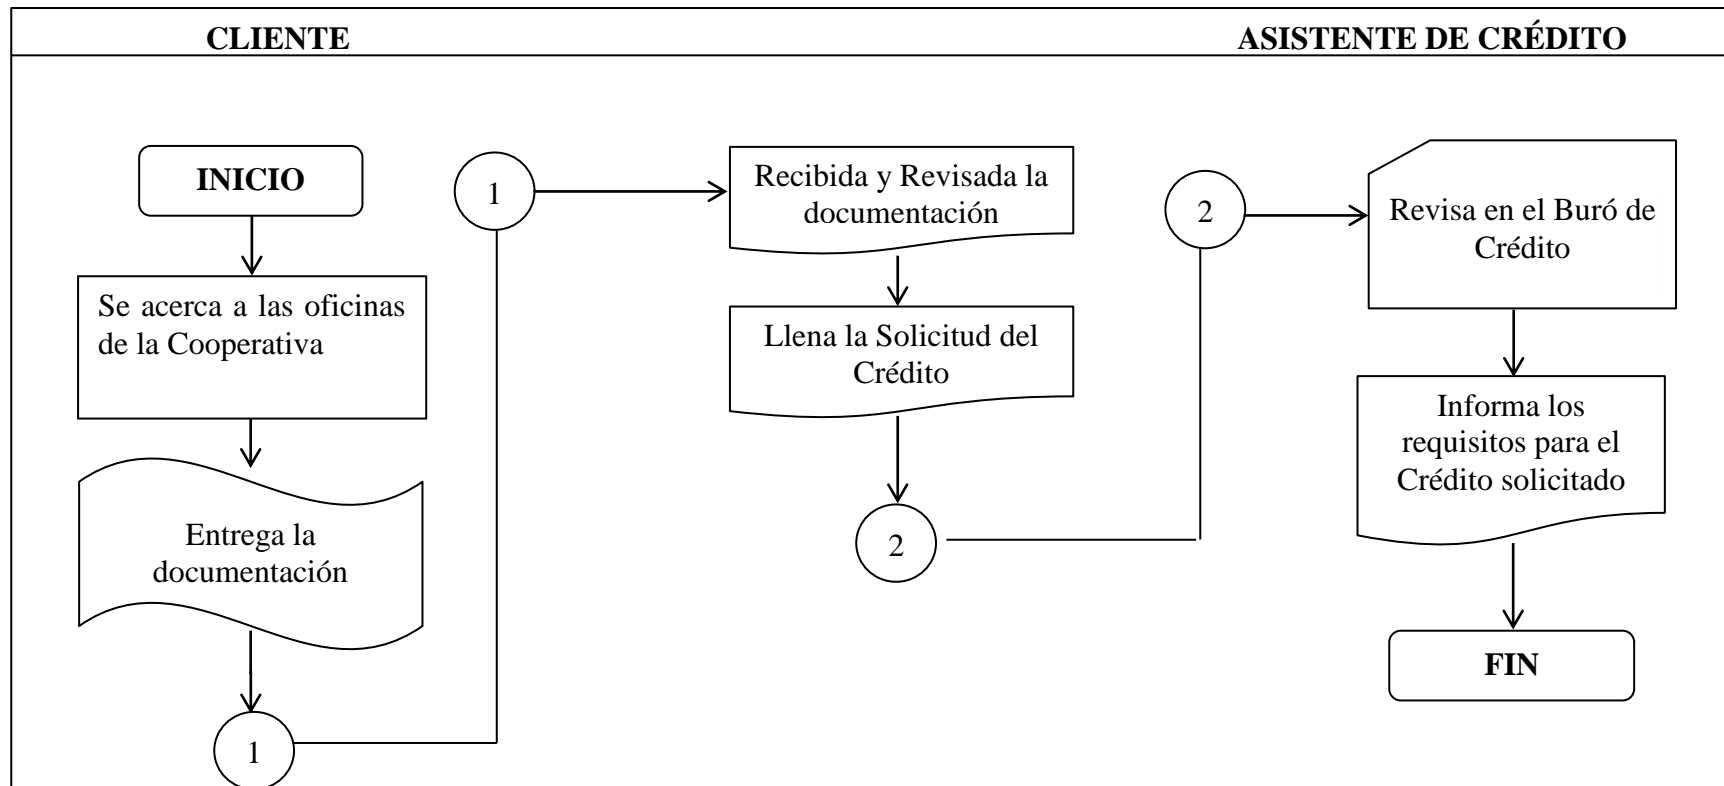 CLIENTE
ASISTENTE DE CRÉDITO
INICIO
Se acerca a las oficinas
de la Cooperativa
Entrega la
documentación
1
1
Recibida y Revisada la
documentación
Llena la Solicitud del
Crédito
2
2
Revisa en el Buró de
Crédito
Informa los
requisitos para el
Crédito solicitado
FIN